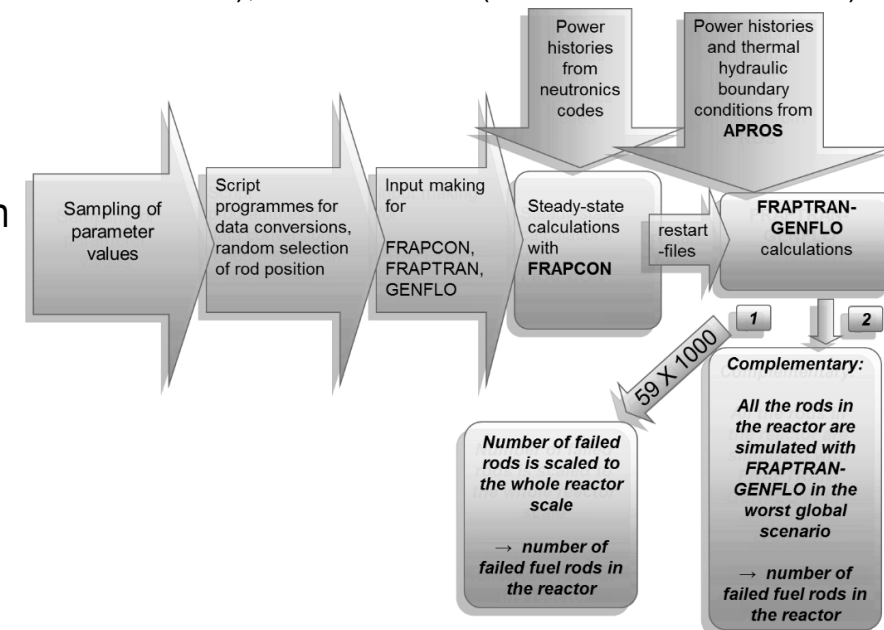 Power
histories
from
neutronics
codes
Power histories
and thermal
hydraulic
boundary
conditions from
APROS
Sampling of
parameter
values
Script
programmes for
data conversions,
random selection
of rod position
Input making
for
FRAPCON,
FRAPTRAN,
GENFLO
Steady-state
calculations
with
FRAPCON
restart
-files
FRAPTRAN-
GENFLO
calculations
1
2
59 X 1000
Number of failed
rods is scaled to
the whole reactor
scale
→ number of
failed fuel rods in
the reactor
Complementary:
All the rods in
the reactor are
simulated with
FRAPTRAN-
GENFLO in the
worst global
scenario
→ number of
failed fuel rods in
the reactor